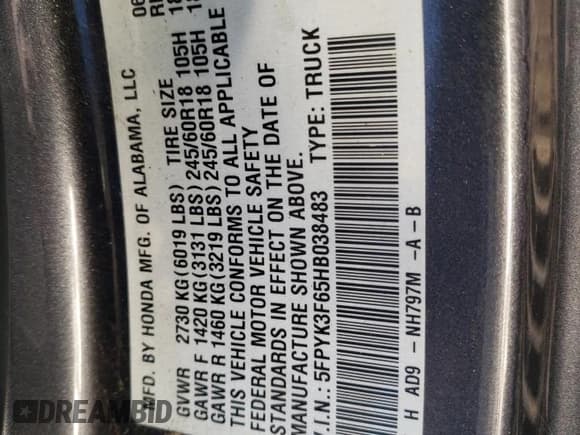 MFD. BY HONDA MFG. OF ALABAMA, LLC 06
GVWR 2730 KG(6019 LBS) TIRE SIZE
GAWR F 1420 KG(3131 LBS)245/60R18 105H 18
GAWR R 1460 KG(3219 LBS)245/60R18 105H
THIS VEHICLE CONFORMS TO ALL APPLICABLE
FEDERAL MOTOR VEHICLE SAFETY
STANDARDS IN EFFECT ON THE DATE OF
MANUFACTURE SHOWN ABOVE.
V.I.N.: 5FPYK3F65HB038483 TYPE: TRUCK
H AD9 - NH797M -A -B
DREAMBID